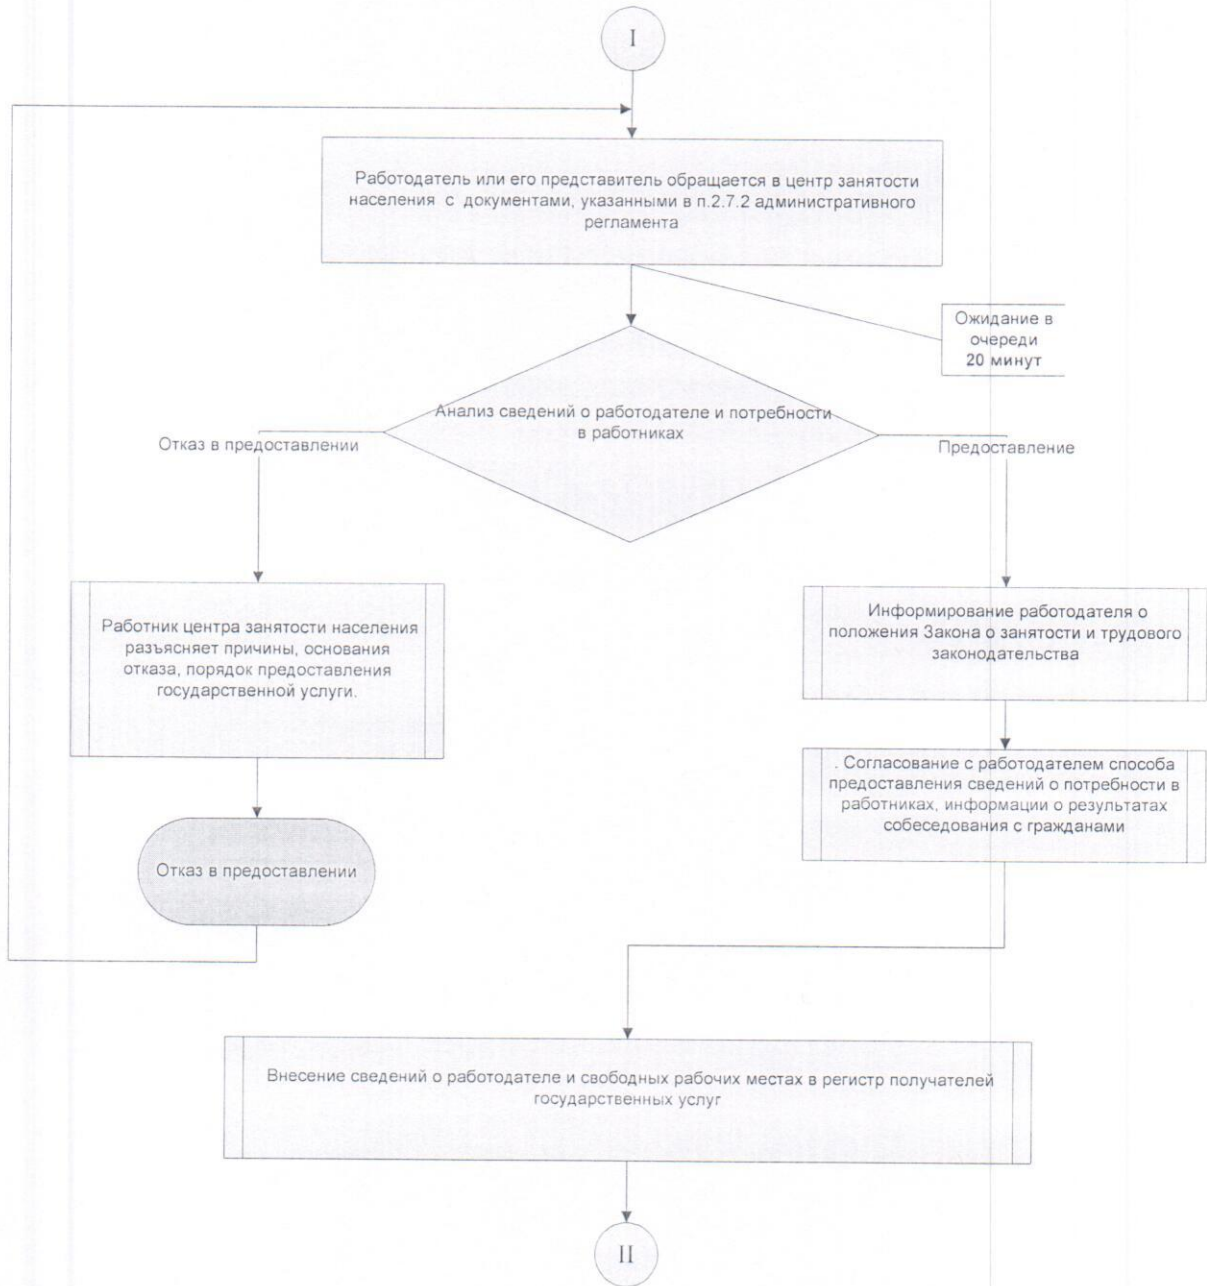 I
Работодатель или его представитель обращается в центр занятости
населения с документами, указанными в п.2.7.2 административного
регламента
Ожидание в
очереди
20 минут
Анализ сведений о работодателе и потребности
в работниках
Отказ в предоставлении
Предоставление
Работник центра занятости населения
разъясняет причины, основания
отказа, порядок предоставления
государственной услуги.
Информирование работодателя о
положения Закона о занятости и трудового
законодательства
. Согласование с работодателем способа
предоставления сведений о потребности в
работниках, информации о результатах
собеседования с гражданами
Отказ в предоставлении
Внесение сведений о работодателе и свободных рабочих местах в регистр получателей
государственных услуг
II